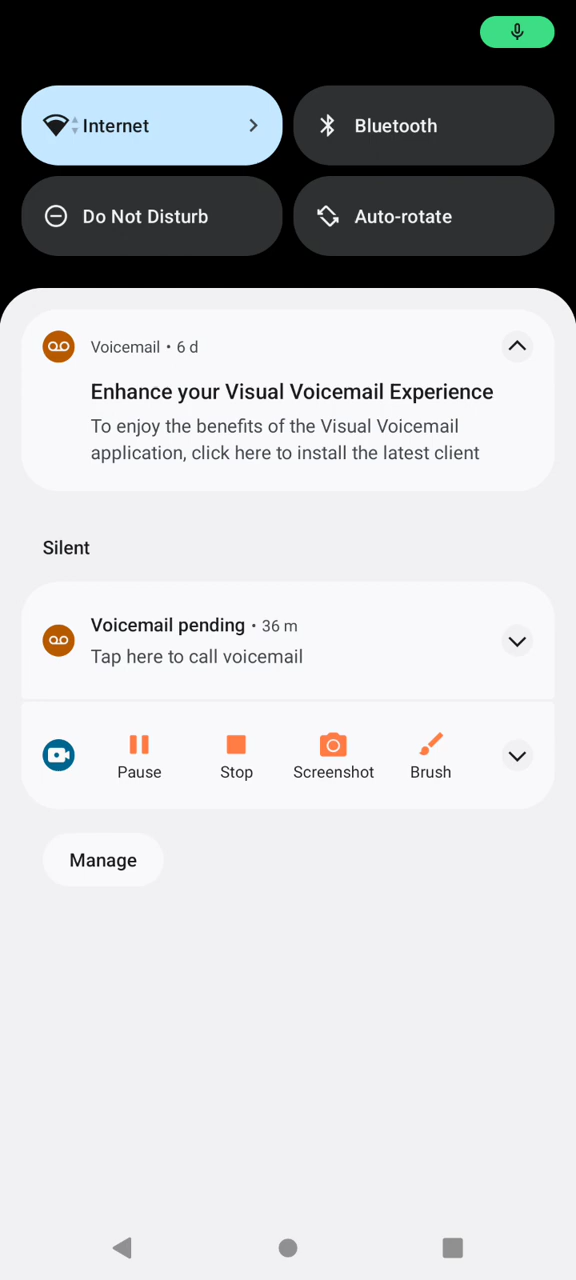 Internet
Bluetooth
Do Not Disturb
Auto-rotate
Voicemail • 6 d
Enhance your Visual Voicemail Experience
To enjoy the benefits of the Visual Voicemail
application, click here to install the latest client
Silent
Voicemail pending • 36 m
Tap here to call voicemail
Pause
Stop
Screenshot
Brush
Manage